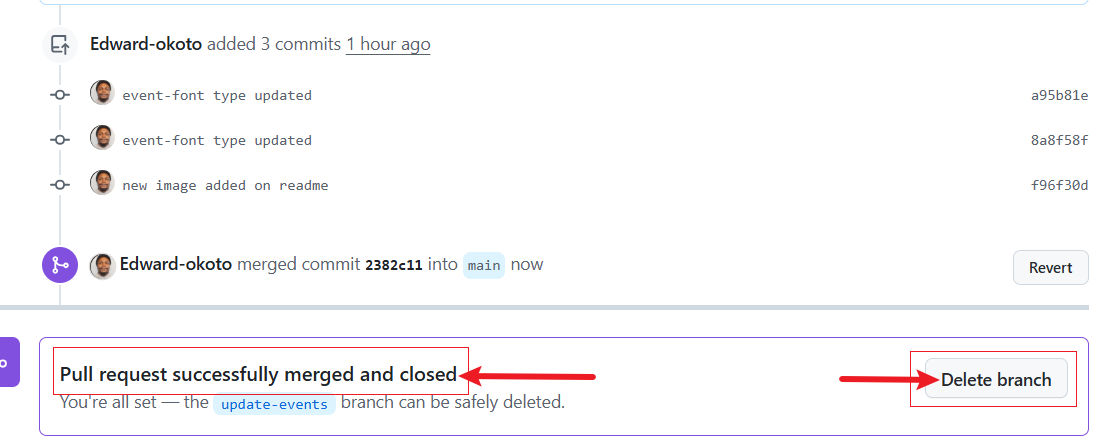 Edward-okoto added 3 commits 1 hour ago
event-font type updated a95b81e
event-font type updated 8a8f58f
new image added on readme f96f30d
Edward-okoto merged commit 2382c11 into main now Revert
Pull request successfully merged and closed
You're all set — the update-events branch can be safely deleted.
Delete branch